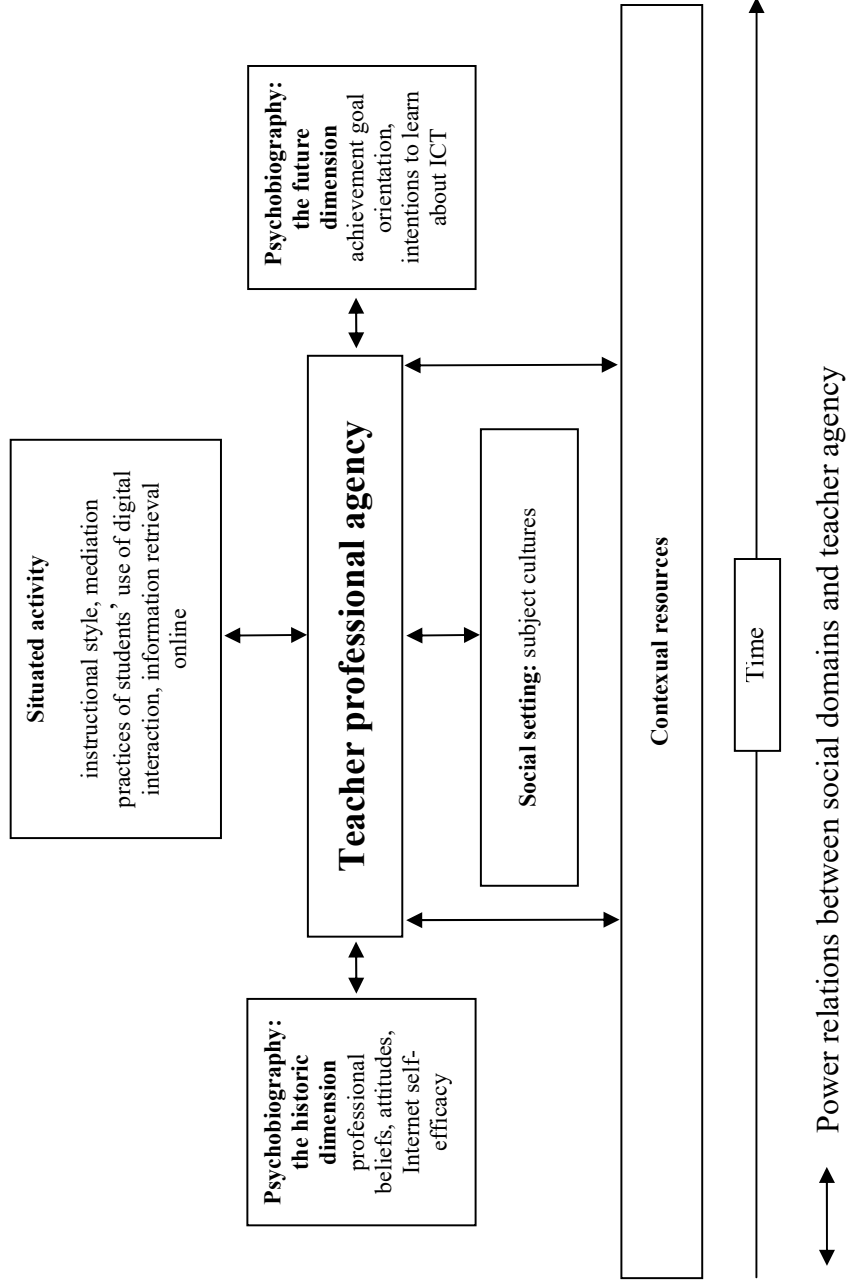 Situated activity
instructional style, mediation
practices of students’ use of digital
interaction, information retrieval
online
Psychobiography:
the historic
dimension
professional
beliefs, attitudes,
Internet self-
efficacy
Teacher professional agency
Psychobiography:
the future
dimension
achievement goal
orientation,
intentions to learn
about ICT
Social setting: subject cultures
Contexual resources
Time
Power relations between social domains and teacher agency